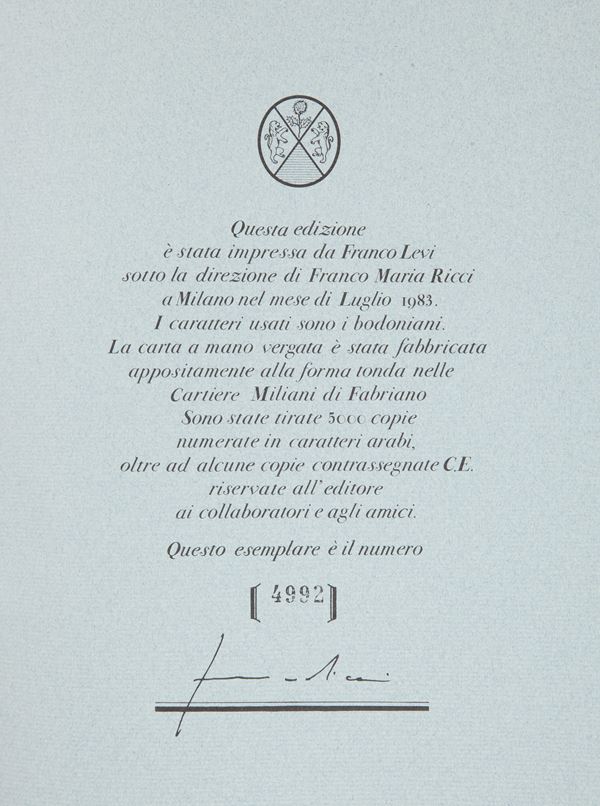 Questa edizione
è stata impressa da Franco Levi
sotto la direzione di Franco Maria Ricci
a Milano nel mese di Luglio 1983.
I caratteri usati sono i bodoniani.
La carta a mano vergata è stata fabbricata
appositamente alla forma tonda nelle
Cartiere Miliani di Fabriano
Sono state tirate 5000 copie
numerate in caratteri arabi,
oltre ad alcune copie contrassegnate C.E.
riservate all'editore
ai collaboratori e agli amici.
Questo esemplare è il numero
[4992]